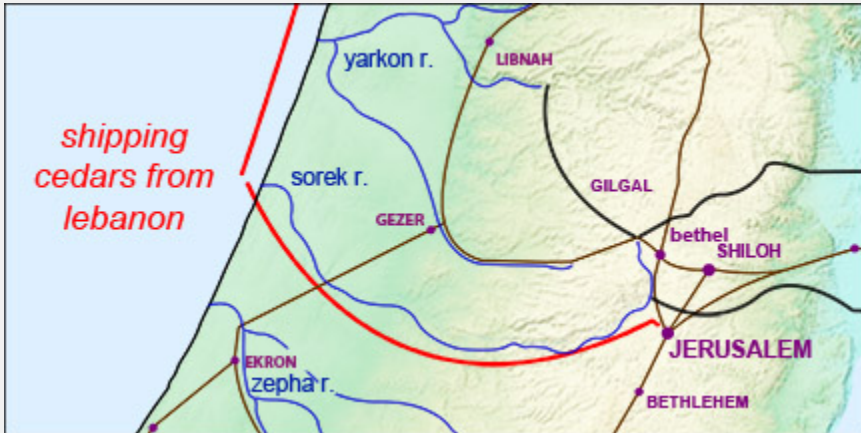 yarkon r.
LIBNAH
shipping
cedars from
lebanon
sorek r.
GILGAL
GEZER
bethel
SHILOH
JERUSALEM
EKRON
zepha r.
BETHLEHEM